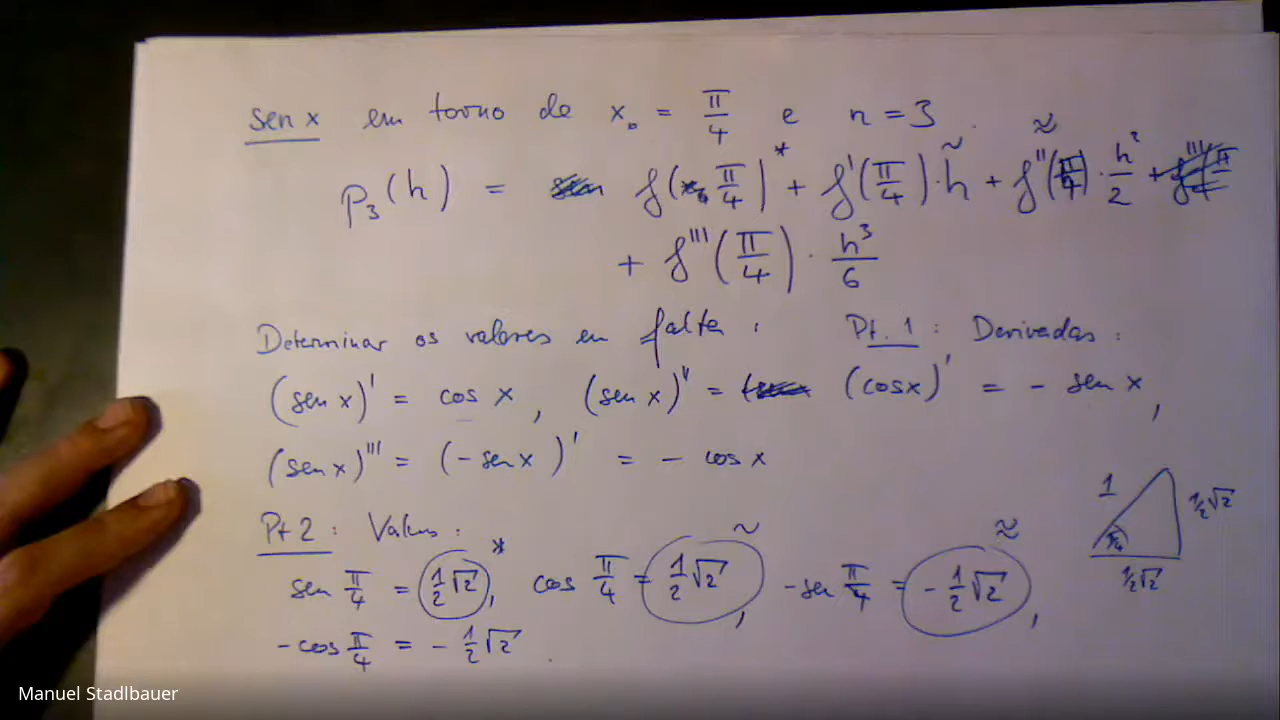 sen x em torno de x₀ = π/4 e n = 3.
p₃(h) = f(π/4)* + f'(π/4)·h̃ + f''(π/4)·h²/2 ≈
+ f'''(π/4) · h³/6
Determinar os valores em falta : Pt. 1 : Derivadas :
(sen x)' = cos x, (sen x)'' = (cos x)' = - sen x,
(sen x)''' = (-sen x)' = - cos x
Pt 2 : Valores :
sen π/4 = 1/2 √2 *, cos π/4 = 1/2 √2 ~, -sen π/4 = - 1/2 √2 ≈,
-cos π/4 = - 1/2 √2 .
1 π/4 1/2 √2
1/2 √2
Manuel Stadlbauer